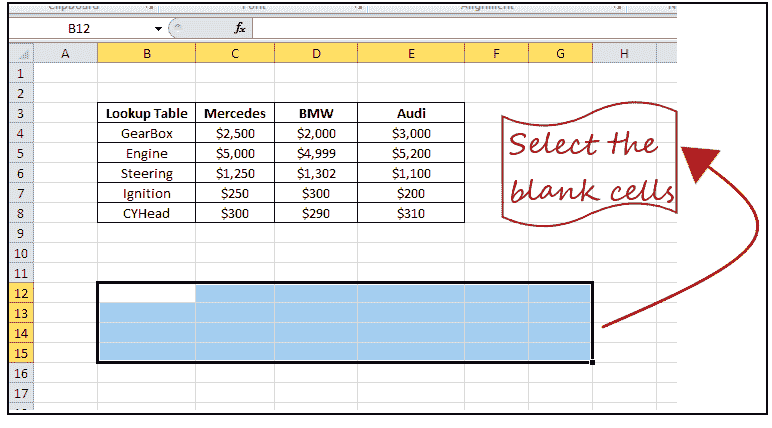 Clipboard Font Alignment
B12 fx
A B C D E F G H
1
2
3 Lookup Table Mercedes BMW Audi
4 GearBox $2,500 $2,000 $3,000
5 Engine $5,000 $4,999 $5,200
6 Steering $1,250 $1,302 $1,100
7 Ignition $250 $300 $200
8 CYHead $300 $290 $310
Select the
blank cells
9
10
11
12
13
14
15
16
17